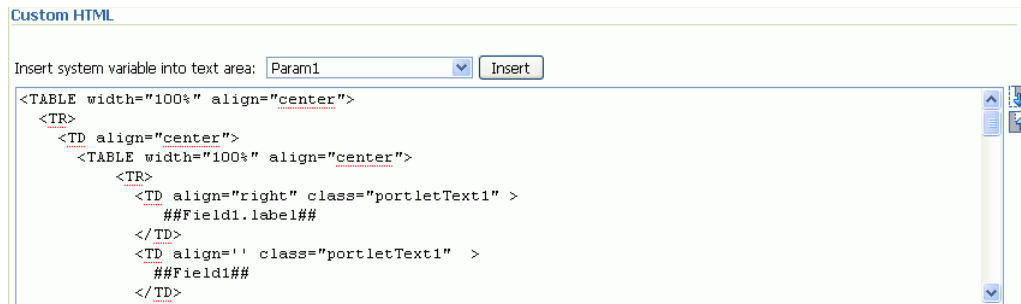 Custom HTML
Insert system variable into text area: Param1 Insert
<TABLE width="100%" align="center">
<TR>
<TD align="center">
<TABLE width="100%" align="center">
<TR>
<TD align="right" class="portletText1" >
##Field1.label##
</TD>
<TD align='' class="portletText1"  >
##Field1##
</TD>